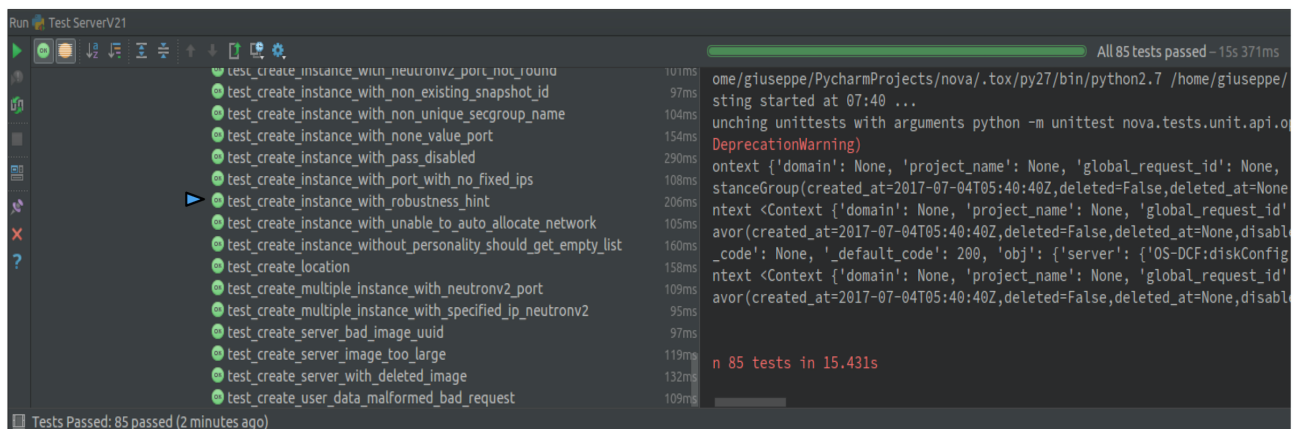 Run Test ServerV21
All 85 tests passed – 15s 371ms
test_create_instance_with_neutronv2_port_not_found 101ms
test_create_instance_with_non_existing_snapshot_id 97ms
test_create_instance_with_non_unique_secgroup_name 104ms
test_create_instance_with_none_value_port 154ms
test_create_instance_with_pass_disabled 290ms
test_create_instance_with_port_with_no_fixed_ips 108ms
test_create_instance_with_robustness_hint 206ms
test_create_instance_with_unable_to_auto_allocate_network 105ms
test_create_instance_without_personality_should_get_empty_list 160ms
test_create_location 158ms
test_create_multiple_instance_with_neutronv2_port 109ms
test_create_multiple_instance_with_specified_ip_neutronv2 95ms
test_create_server_bad_image_uuid 97ms
test_create_server_image_too_large 119ms
test_create_server_with_deleted_image 132ms
test_create_user_data_malformed_bad_request 109ms
ome/giuseppe/PycharmProjects/nova/.tox/py27/bin/python2.7 /home/giuseppe/
sting started at 07:40 ...
unching unittests with arguments python -m unittest nova.tests.unit.api.op
DeprecationWarning)
ontext {'domain': None, 'project_name': None, 'global_request_id': None,
stanceGroup(created_at=2017-07-04T05:40:40Z,deleted=False,deleted_at=None
ntext <Context {'domain': None, 'project_name': None, 'global_request_id'
avor(created_at=2017-07-04T05:40:40Z,deleted=False,deleted_at=None,disabl
_code': None, '_default_code': 200, 'obj': {'server': {'OS-DCF:diskConfig
ntext <Context {'domain': None, 'project_name': None, 'global_request_id'
avor(created_at=2017-07-04T05:40:40Z,deleted=False,deleted_at=None,disabl
n 85 tests in 15.431s
Tests Passed: 85 passed (2 minutes ago)